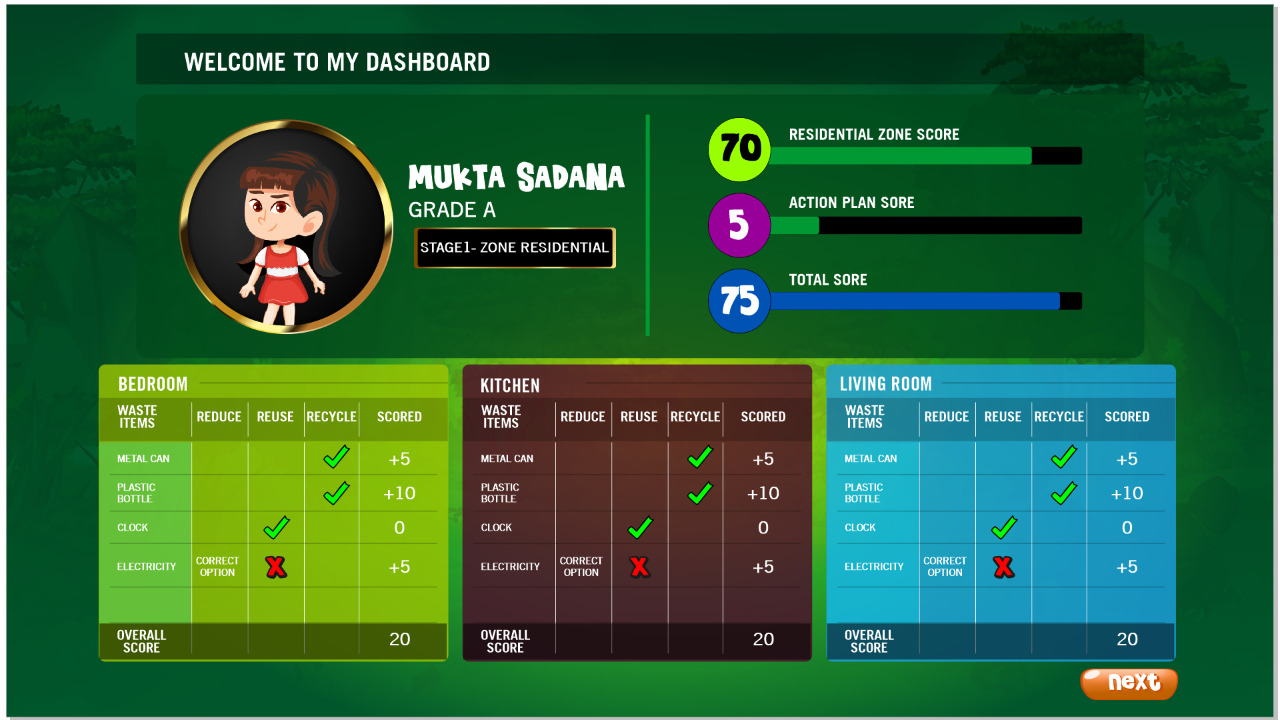 WELCOME TO MY DASHBOARD
MUKTA SADANA
GRADE A
STAGE1- ZONE RESIDENTIAL
70 RESIDENTIAL ZONE SCORE
5 ACTION PLAN SORE
75 TOTAL SORE
BEDROOM
WASTE ITEMS REDUCE REUSE RECYCLE SCORED
METAL CAN +5
PLASTIC BOTTLE +10
CLOCK 0
ELECTRICITY CORRECT OPTION X +5
OVERALL SCORE 20
KITCHEN
WASTE ITEMS REDUCE REUSE RECYCLE SCORED
METAL CAN +5
PLASTIC BOTTLE +10
CLOCK 0
ELECTRICITY CORRECT OPTION X +5
OVERALL SCORE 20
LIVING ROOM
WASTE ITEMS REDUCE REUSE RECYCLE SCORED
METAL CAN +5
PLASTIC BOTTLE +10
CLOCK 0
ELECTRICITY CORRECT OPTION X +5
OVERALL SCORE 20
next